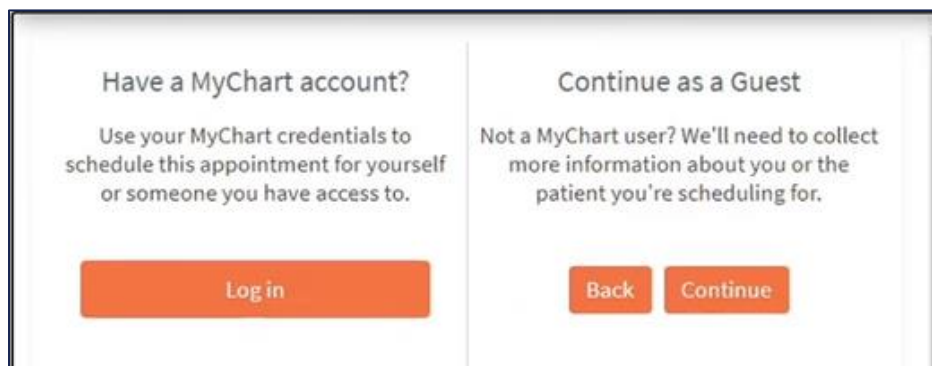 Have a MyChart account?
Use your MyChart credentials to
schedule this appointment for yourself
or someone you have access to.
Log in
Continue as a Guest
Not a MyChart user? We'll need to collect
more information about you or the
patient you're scheduling for.
Back
Continue